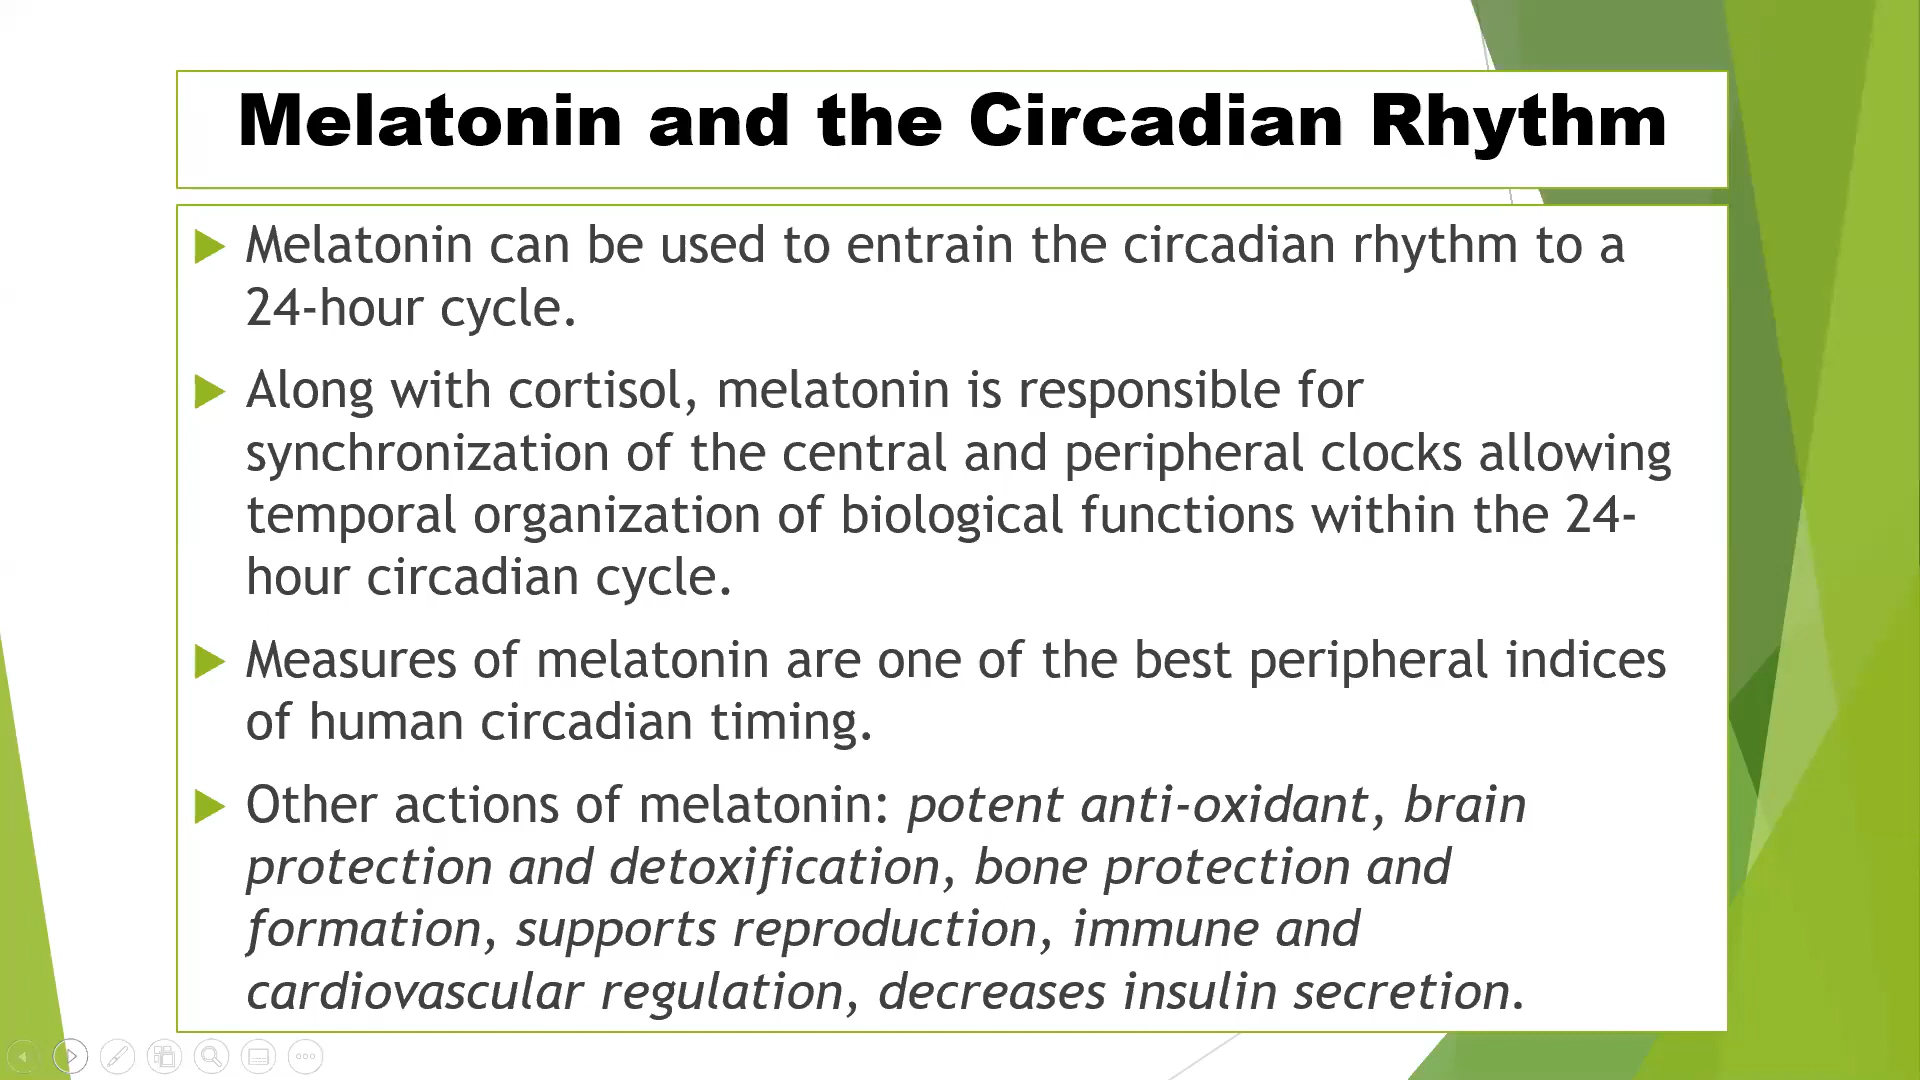 Melatonin and the Circadian Rhythm
Melatonin can be used to entrain the circadian rhythm to a
24-hour cycle.
Along with cortisol, melatonin is responsible for
synchronization of the central and peripheral clocks allowing
temporal organization of biological functions within the 24-
hour circadian cycle.
Measures of melatonin are one of the best peripheral indices
of human circadian timing.
Other actions of melatonin: potent anti-oxidant, brain
protection and detoxification, bone protection and
formation, supports reproduction, immune and
cardiovascular regulation, decreases insulin secretion.